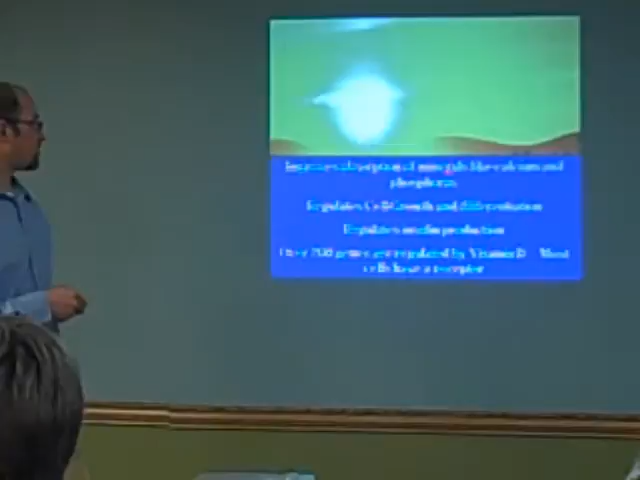 Increases absorption of minerals like calcium and
phosphorus
Regulates Cell Growth and differentiation
Regulates insulin production
Over 200 genes are regulated by Vitamin D Most
cells have a receptor